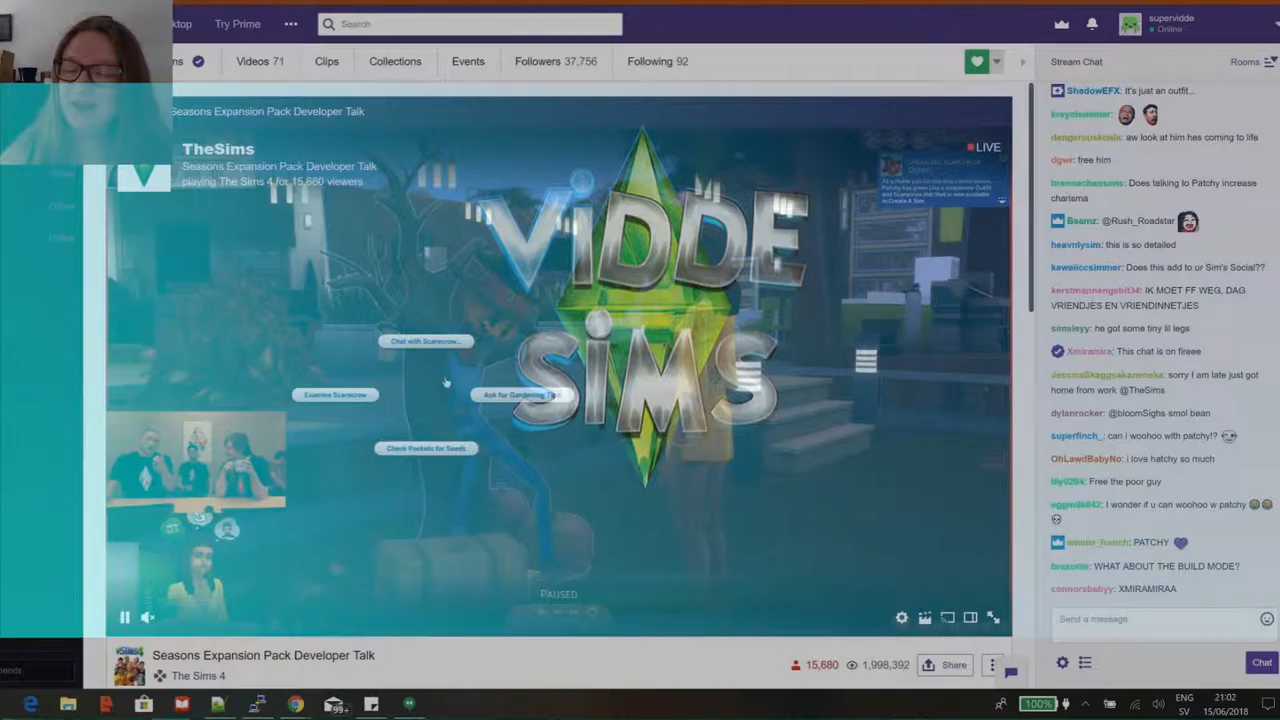 ktop
Try Prime
•••
Search
supervidde
Online
Videos 71
Clips
Collections
Events
Followers 37,756
Following 92
Stream Chat
Rooms
Seasons Expansion Pack Developer Talk
TheSims
Seasons Expansion Pack Developer Talk
playing The Sims 4 for 15,680 viewers
LIVE
ViDDE
SiMS
Chat with Scarecrow...
Examine Scarecrow
Ask for Gardening Tips
Check Pockets for Seeds
PAUSED
Seasons Expansion Pack Developer Talk
The Sims 4
15,680
1,998,392
Share
ShadowEFX: It's just an outfit...
dangerouskoala: aw look at him hes coming to life
dgwr: free him
brennachansons: Does talking to Patchy increase
charisma
Beamz: @Rush_Roadstar
heavnlysim: this is so detailed
kawaiicsimmer: Does this add to ur Sim's Social??
IK MOET FF WEG, DAG
VRIENDJES EN VRIENDINNETJES
simsleyy: he got some tiny lil legs
Xmiramira: This chat is on fireee
sorry I am late just got
home from work @TheSims
dylanrocker: @bloomSighs smol bean
superfinch_: can i woohoo with patchy!?
OhLawdBabyNo: i love hatchy so much
Free the poor guy
I wonder if u can woohoo w patchy
PATCHY
WHAT ABOUT THE BUILD MODE?
connorsbabyy: XMIRAMIRAA
Send a message
Chat
100%
ENG
SV
21:02
15/06/2018